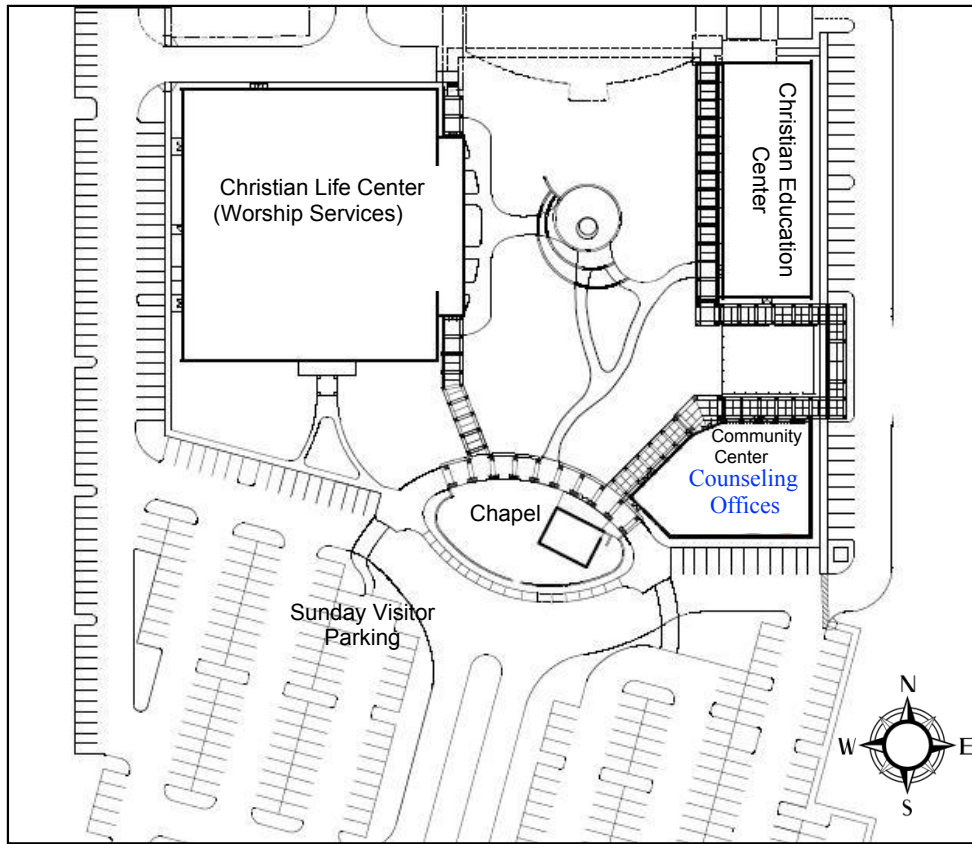 Christian Life Center
(Worship Services)
Christian Education
Center
Community
Center
Counseling
Offices
Chapel
Sunday Visitor
Parking
N
W
E
S